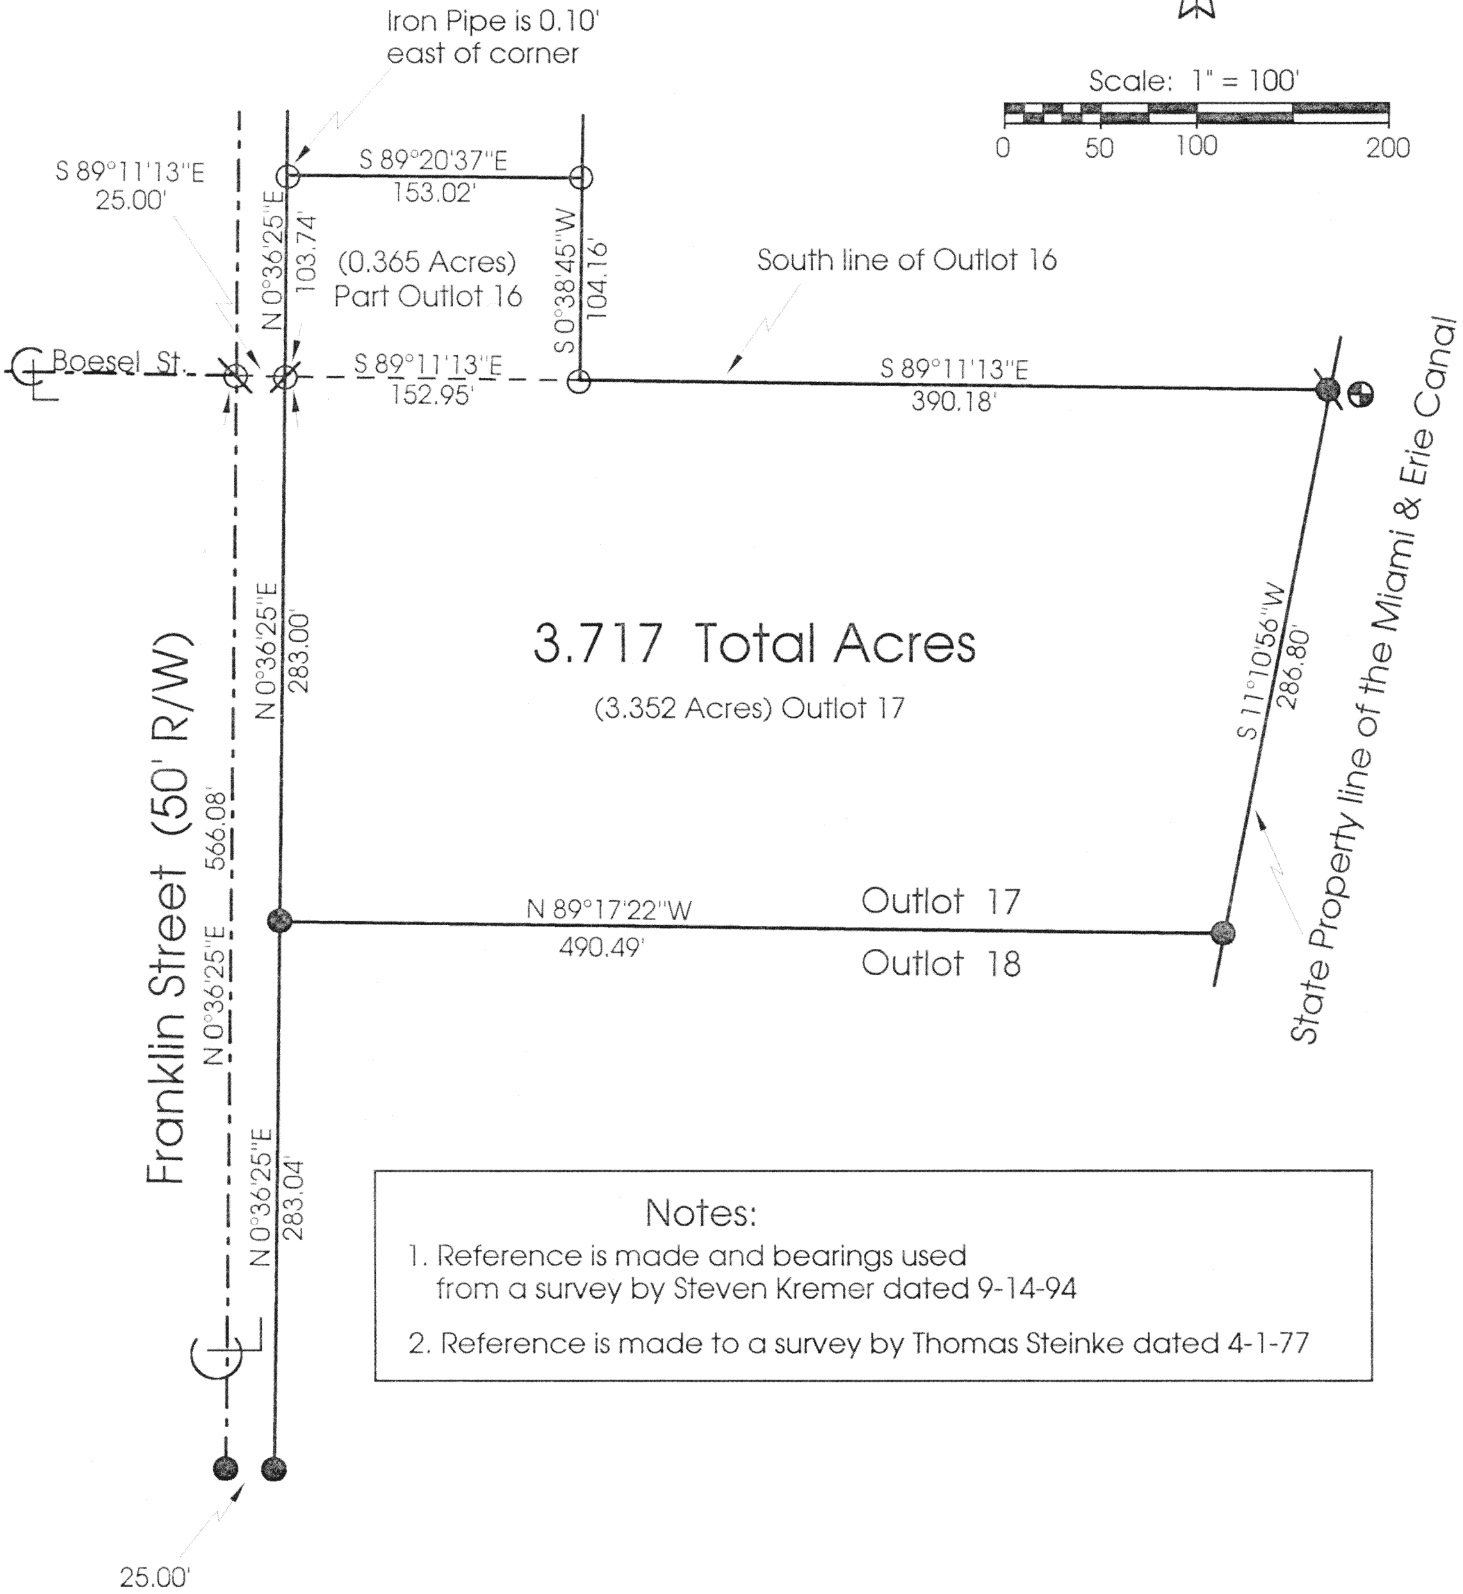 Iron Pipe is 0.10'
east of corner
Scale: 1" = 100'
0 50 100 200
S 89°11'13"E
25.00'
S 89°20'37"E
153.02'
N 0°36'25"E
103.74'
(0.365 Acres)
Part Outlot 16
S 0°38'45"W
104.16'
South line of Outlot 16
Boesel St.
S 89°11'13"E
152.95'
S 89°11'13"E
390.18'
N 0°36'25"E
283.00'
3.717 Total Acres
(3.352 Acres) Outlot 17
S 11°10'56"W
286.80'
State Property line of the Miami & Erie Canal
Franklin Street (50' R/W)
N 0°36'25"E 566.08'
N 89°17'22"W
490.49'
Outlot 17
Outlot 18
N 0°36'25"E
283.04'
Notes:
1. Reference is made and bearings used
from a survey by Steven Kremer dated 9-14-94
2. Reference is made to a survey by Thomas Steinke dated 4-1-77
25.00'